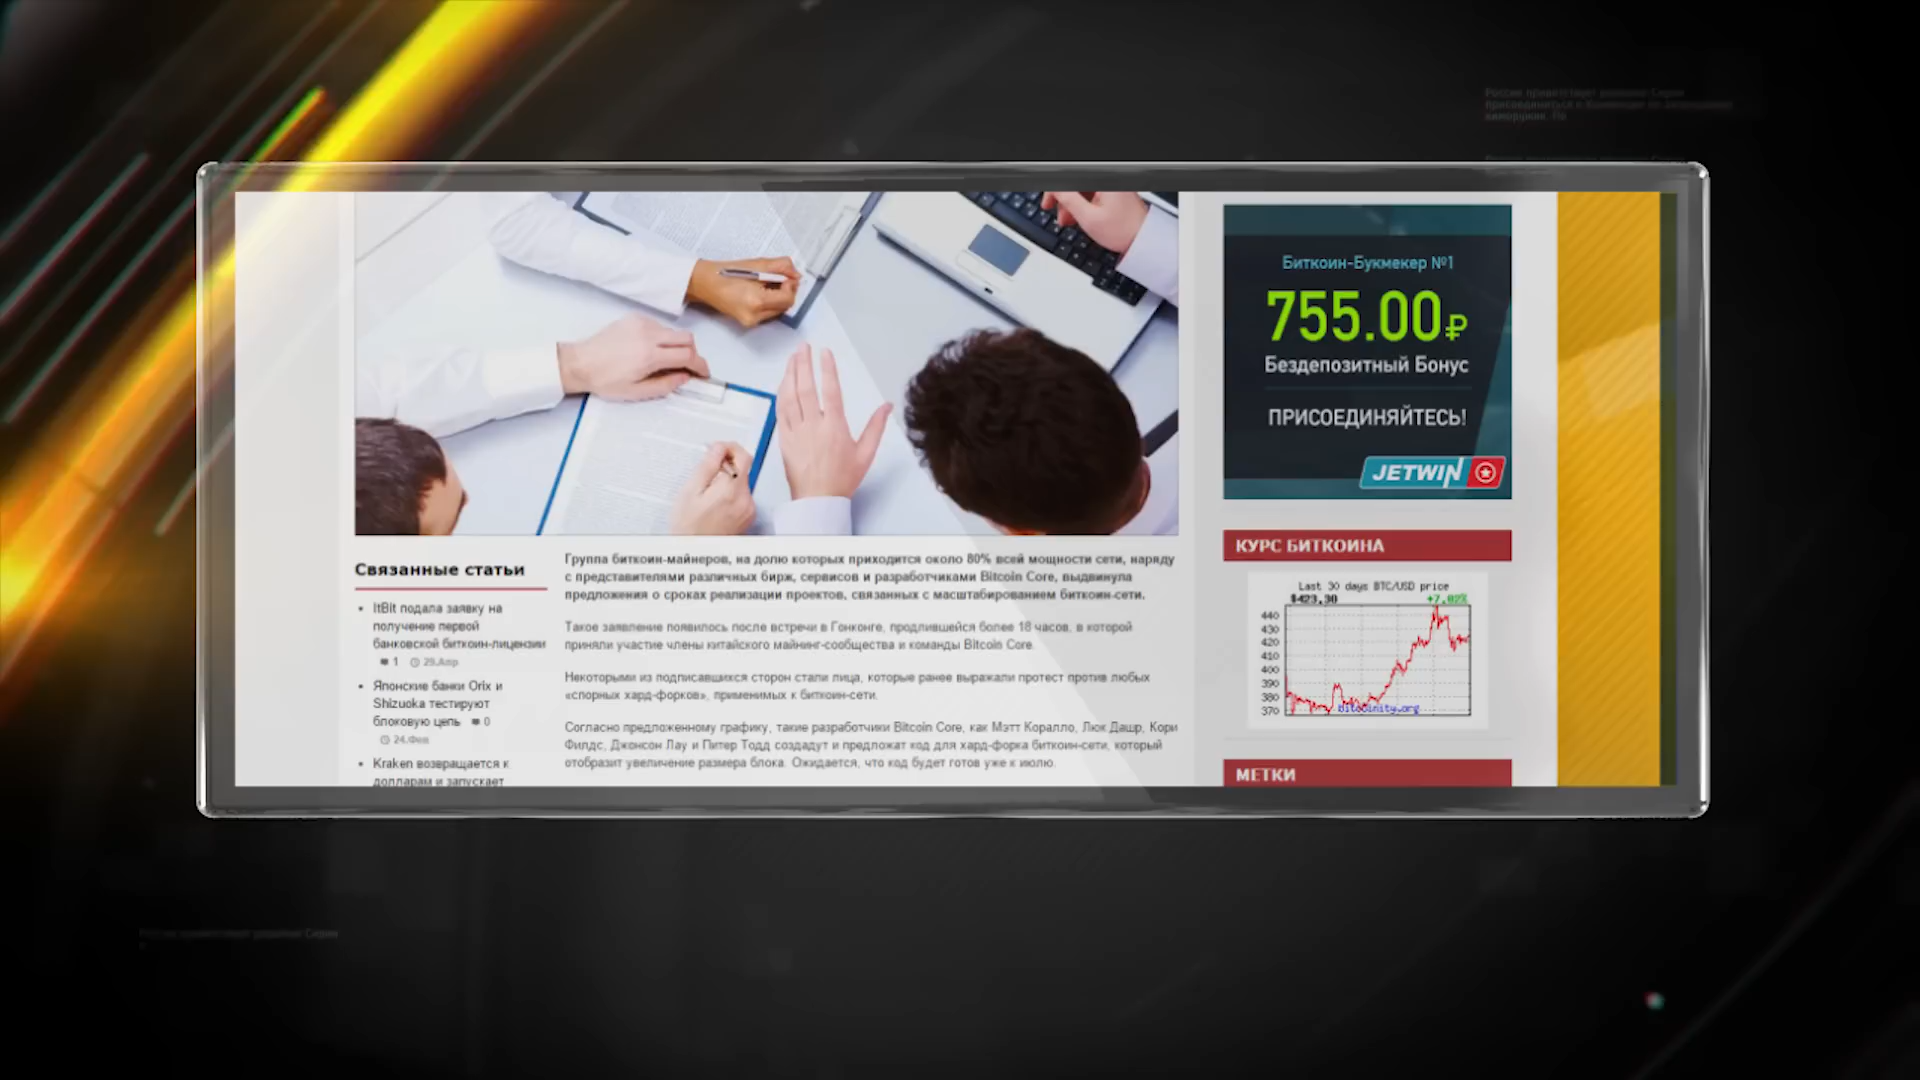 Биткоин-Букмекер №1
755.00₽
Бездепозитный Бонус
ПРИСОЕДИНЯЙТЕСЬ!
JETWIN
КУРС БИТКОИНА
Last 30 days BTC/USD price
$423,30 +7,02%
440
430
420
410
400
390
380
370
bitcoinity.org
МЕТКИ
Связанные статьи
• ItBit подала заявку на
получение первой
банковской биткоин-лицензии
1 29.Апр
• Японские банки Orix и
Shizuoka тестируют
блоковую цепь 0
24.Фев
• Kraken возвращается к
долларам и запускает
Группа биткоин-майнеров, на долю которых приходится около 80% всей мощности сети, наряду
с представителями различных бирж, сервисов и разработчиками Bitcoin Core, выдвинула
предложения о сроках реализации проектов, связанных с масштабированием биткоин-сети.
Такое заявление появилось после встречи в Гонконге, продлившейся более 18 часов, в которой
приняли участие члены китайского майнинг-сообщества и команды Bitcoin Core.
Некоторыми из подписавшихся сторон стали лица, которые ранее выражали протест против любых
«спорных хард-форков», применимых к биткоин-сети.
Согласно предложенному графику, такие разработчики Bitcoin Core, как Мэтт Коралло, Люк Дашр, Кори
Филдс, Джонсон Лау и Питер Тодд создадут и предложат код для хард-форка биткоин-сети, который
отобразит увеличение размера блока. Ожидается, что код будет готов уже к июлю.